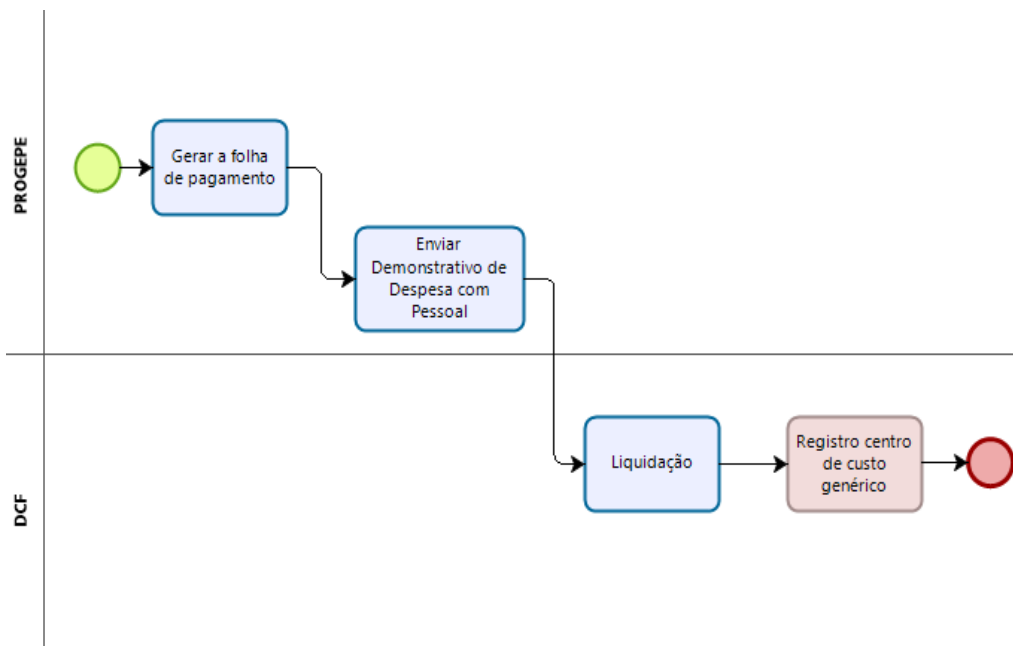 PROGEPE
Gerar a folha
de pagamento
Enviar
Demonstrativo de
Despesa com
Pessoal
DCF
Liquidação
Registro centro
de custo
genérico